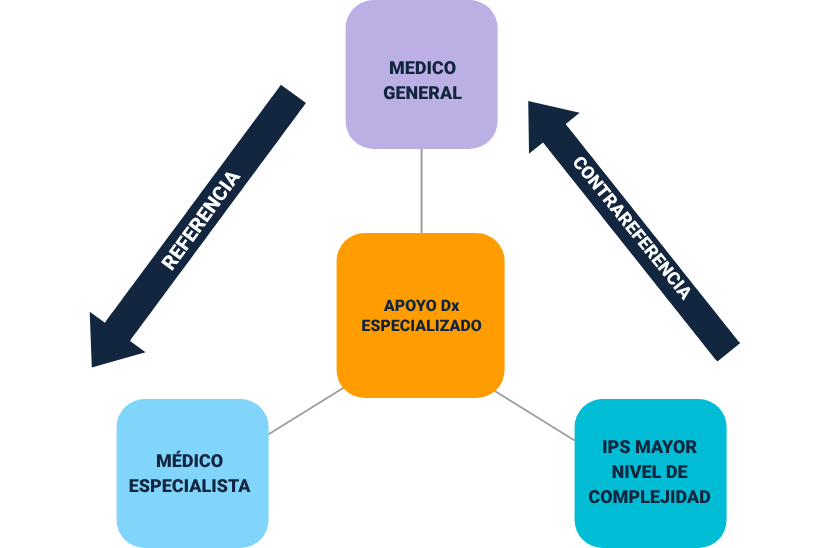 MEDICO
GENERAL
REFERENCIA
CONTRAREFERENCIA
APOYO Dx
ESPECIALIZADO
MÉDICO
ESPECIALISTA
IPS MAYOR
NIVEL DE
COMPLEJIDAD